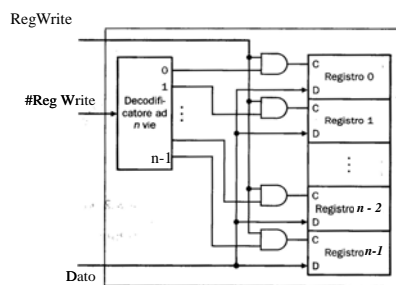 RegWrite
#Reg Write
Decodifi-
catore ad
n vie
0
1
n-1
C
Registro 0
D
C
Registro 1
D
C
Registro n - 2
D
C
Registro n-1
D
Dato